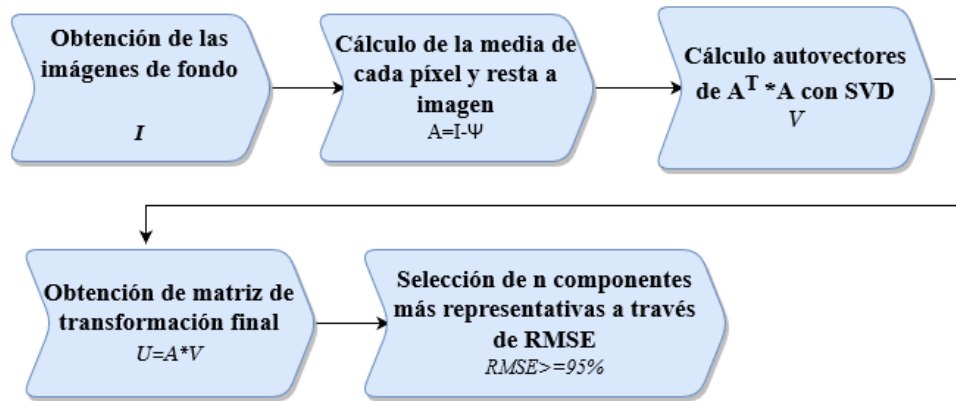 Obtención de las
imágenes de fondo
I
Cálculo de la media de
cada píxel y resta a
imagen
A=I-Ψ
Cálculo autovectores
de A^T *A con SVD
V
Obtención de matriz de
transformación final
U=A*V
Selección de n componentes
más representativas a través
de RMSE
RMSE>=95%